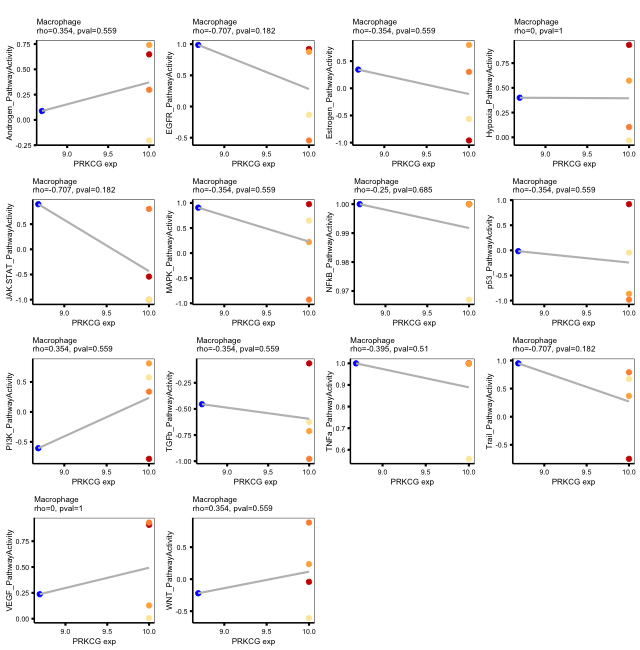 Macrophage
rho=0.354, pval=0.559
Androgen_PathwayActivity
0.75
0.50
0.25
0.00
-0.25
9.0
9.5
10.0
PRKCG exp
Macrophage
rho=-0.707, pval=0.182
EGFR_PathwayActivity
1.0
0.5
0.0
-0.5
9.0
9.5
10.0
PRKCG exp
Macrophage
rho=-0.354, pval=0.559
Estrogen_PathwayActivity
0.5
0.0
-0.5
-1.0
9.0
9.5
10.0
PRKCG exp
Macrophage
rho=0, pval=1
Hypoxia_PathwayActivity
0.75
0.50
0.25
0.00
9.0
9.5
10.0
PRKCG exp
Macrophage
rho=-0.707, pval=0.182
JAK.STAT_PathwayActivity
0.5
0.0
-0.5
-1.0
9.0
9.5
10.0
PRKCG exp
Macrophage
rho=-0.354, pval=0.559
MAPK_PathwayActivity
1.0
0.5
0.0
-0.5
-1.0
9.0
9.5
10.0
PRKCG exp
Macrophage
rho=-0.25, pval=0.685
NFkB_PathwayActivity
1.00
0.99
0.98
0.97
9.0
9.5
10.0
PRKCG exp
Macrophage
rho=-0.354, pval=0.559
p53_PathwayActivity
1.0
0.5
0.0
-0.5
-1.0
9.0
9.5
10.0
PRKCG exp
Macrophage
rho=0.354, pval=0.559
PI3K_PathwayActivity
0.5
0.0
-0.5
9.0
9.5
10.0
PRKCG exp
Macrophage
rho=-0.354, pval=0.559
TGFb_PathwayActivity
-0.25
-0.50
-0.75
-1.00
9.0
9.5
10.0
PRKCG exp
Macrophage
rho=-0.395, pval=0.51
TNFa_PathwayActivity
1.0
0.9
0.8
0.7
0.6
9.0
9.5
10.0
PRKCG exp
Macrophage
rho=-0.707, pval=0.182
Trail_PathwayActivity
1.0
0.5
0.0
-0.5
9.0
9.5
10.0
PRKCG exp
Macrophage
rho=0, pval=1
VEGF_PathwayActivity
0.75
0.50
0.25
0.00
9.0
9.5
10.0
PRKCG exp
Macrophage
rho=0.354, pval=0.559
WNT_PathwayActivity
0.5
0.0
-0.5
9.0
9.5
10.0
PRKCG exp